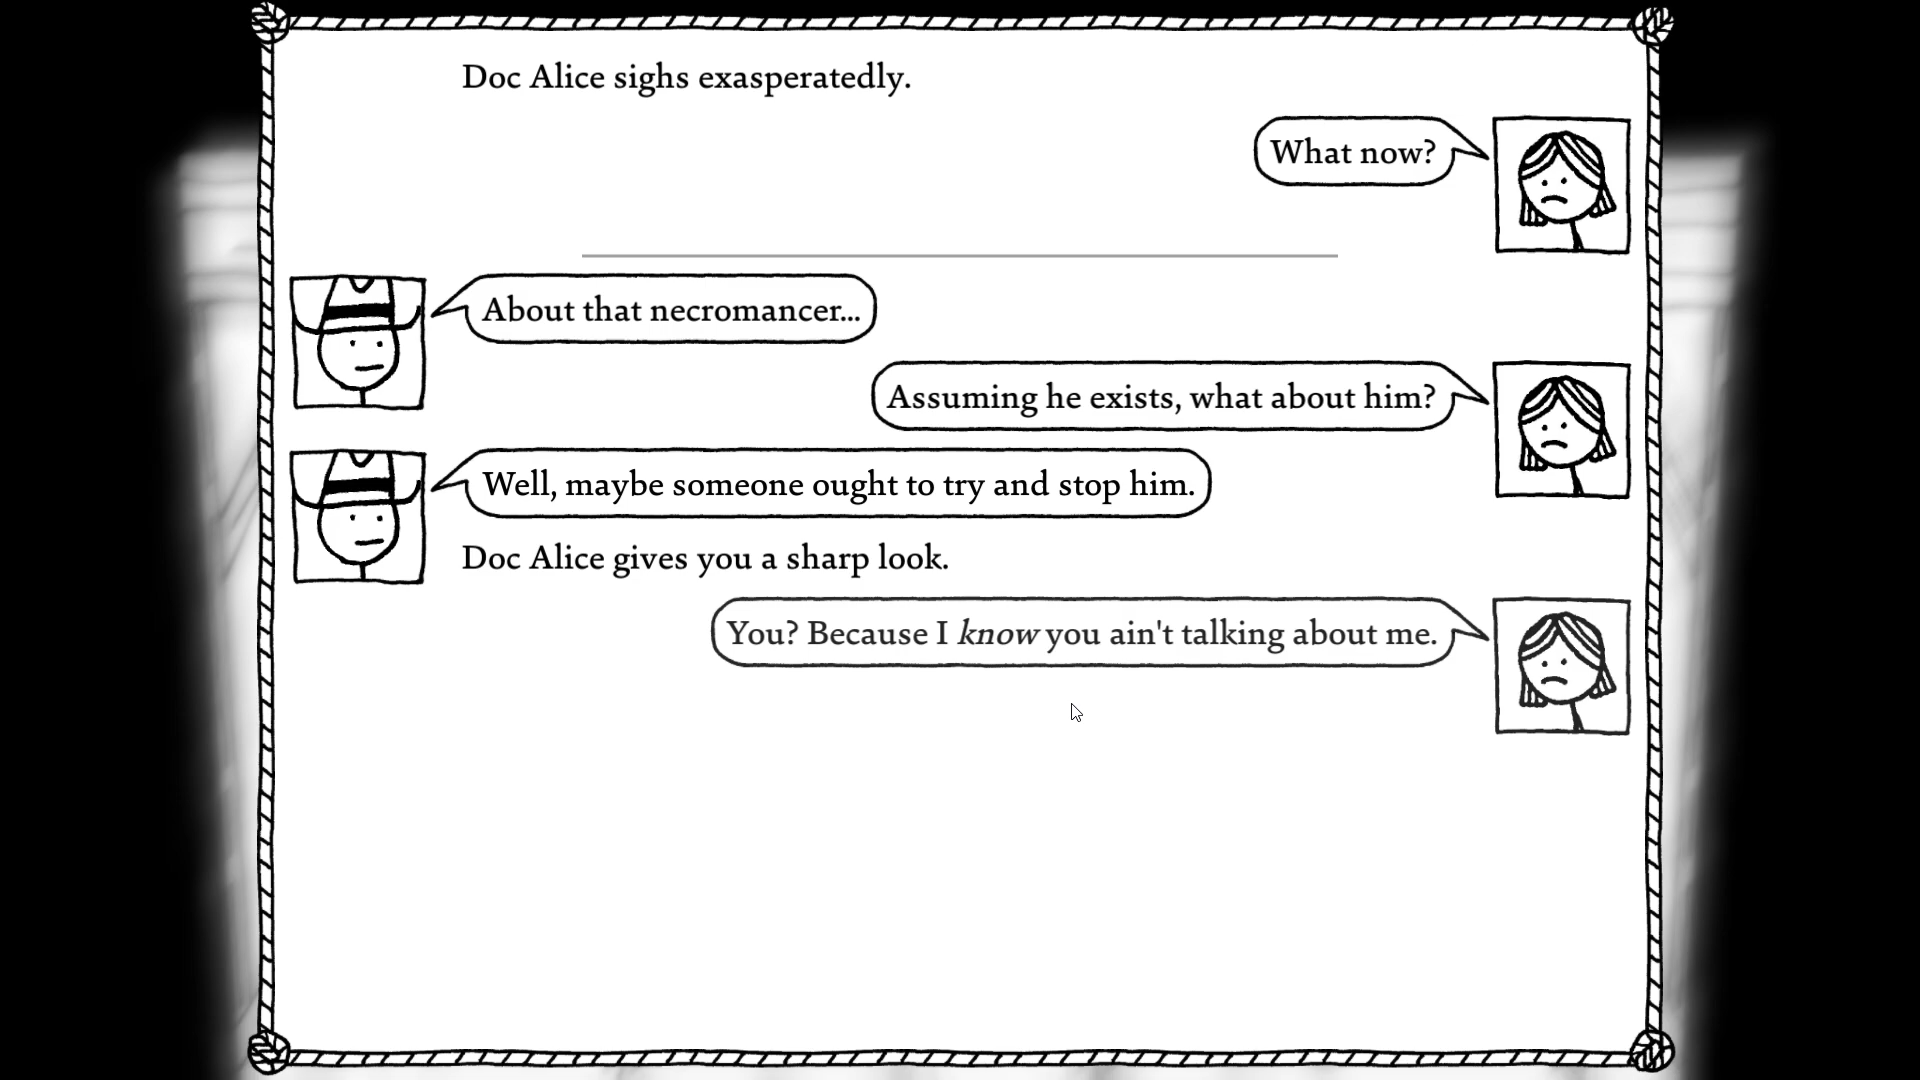 Doc Alice sighs exasperatedly.
What now?
About that necromancer...
Assuming he exists, what about him?
Well, maybe someone ought to try and stop him.
Doc Alice gives you a sharp look.
You? Because I know you ain't talking about me.